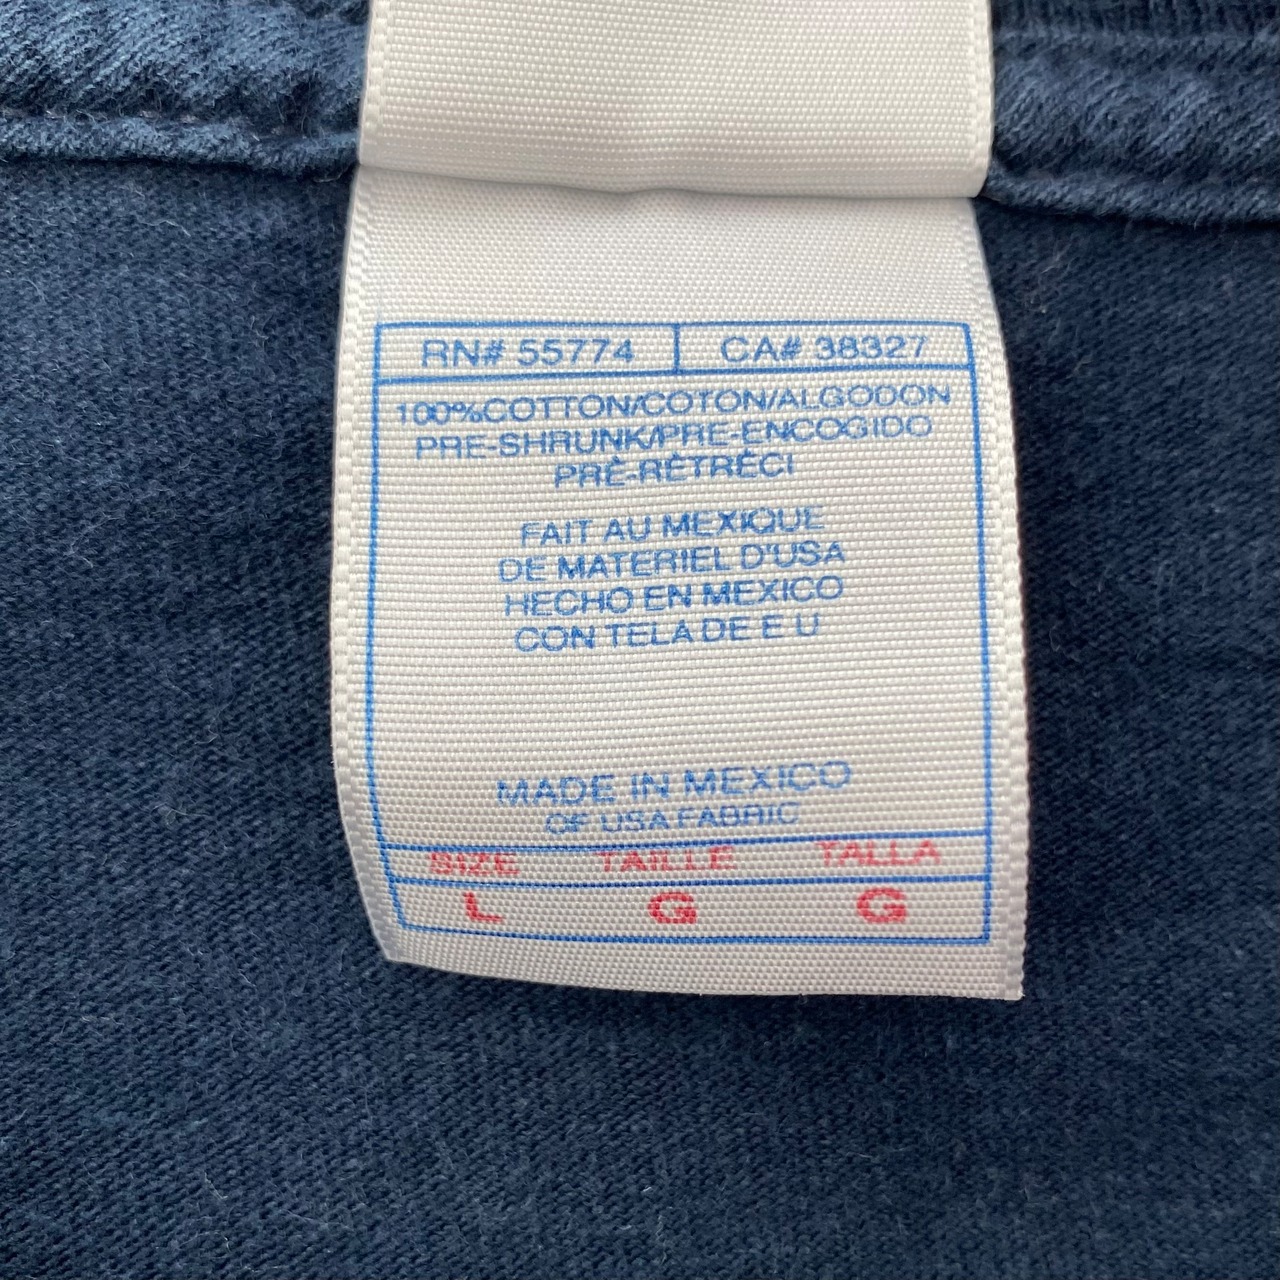 RN# 55774 CA# 38327
100%COTTON/COTON/ALGODON
PRE-SHRUNK/PRE-ENCOGIDO
PRÉ-RÉTRÉCI
FAIT AU MEXIQUE
DE MATERIEL D'USA
HECHO EN MEXICO
CON TELA DE E U
MADE IN MEXICO
OF USA FABRIC
SIZE TAILLE TALLA
L G G